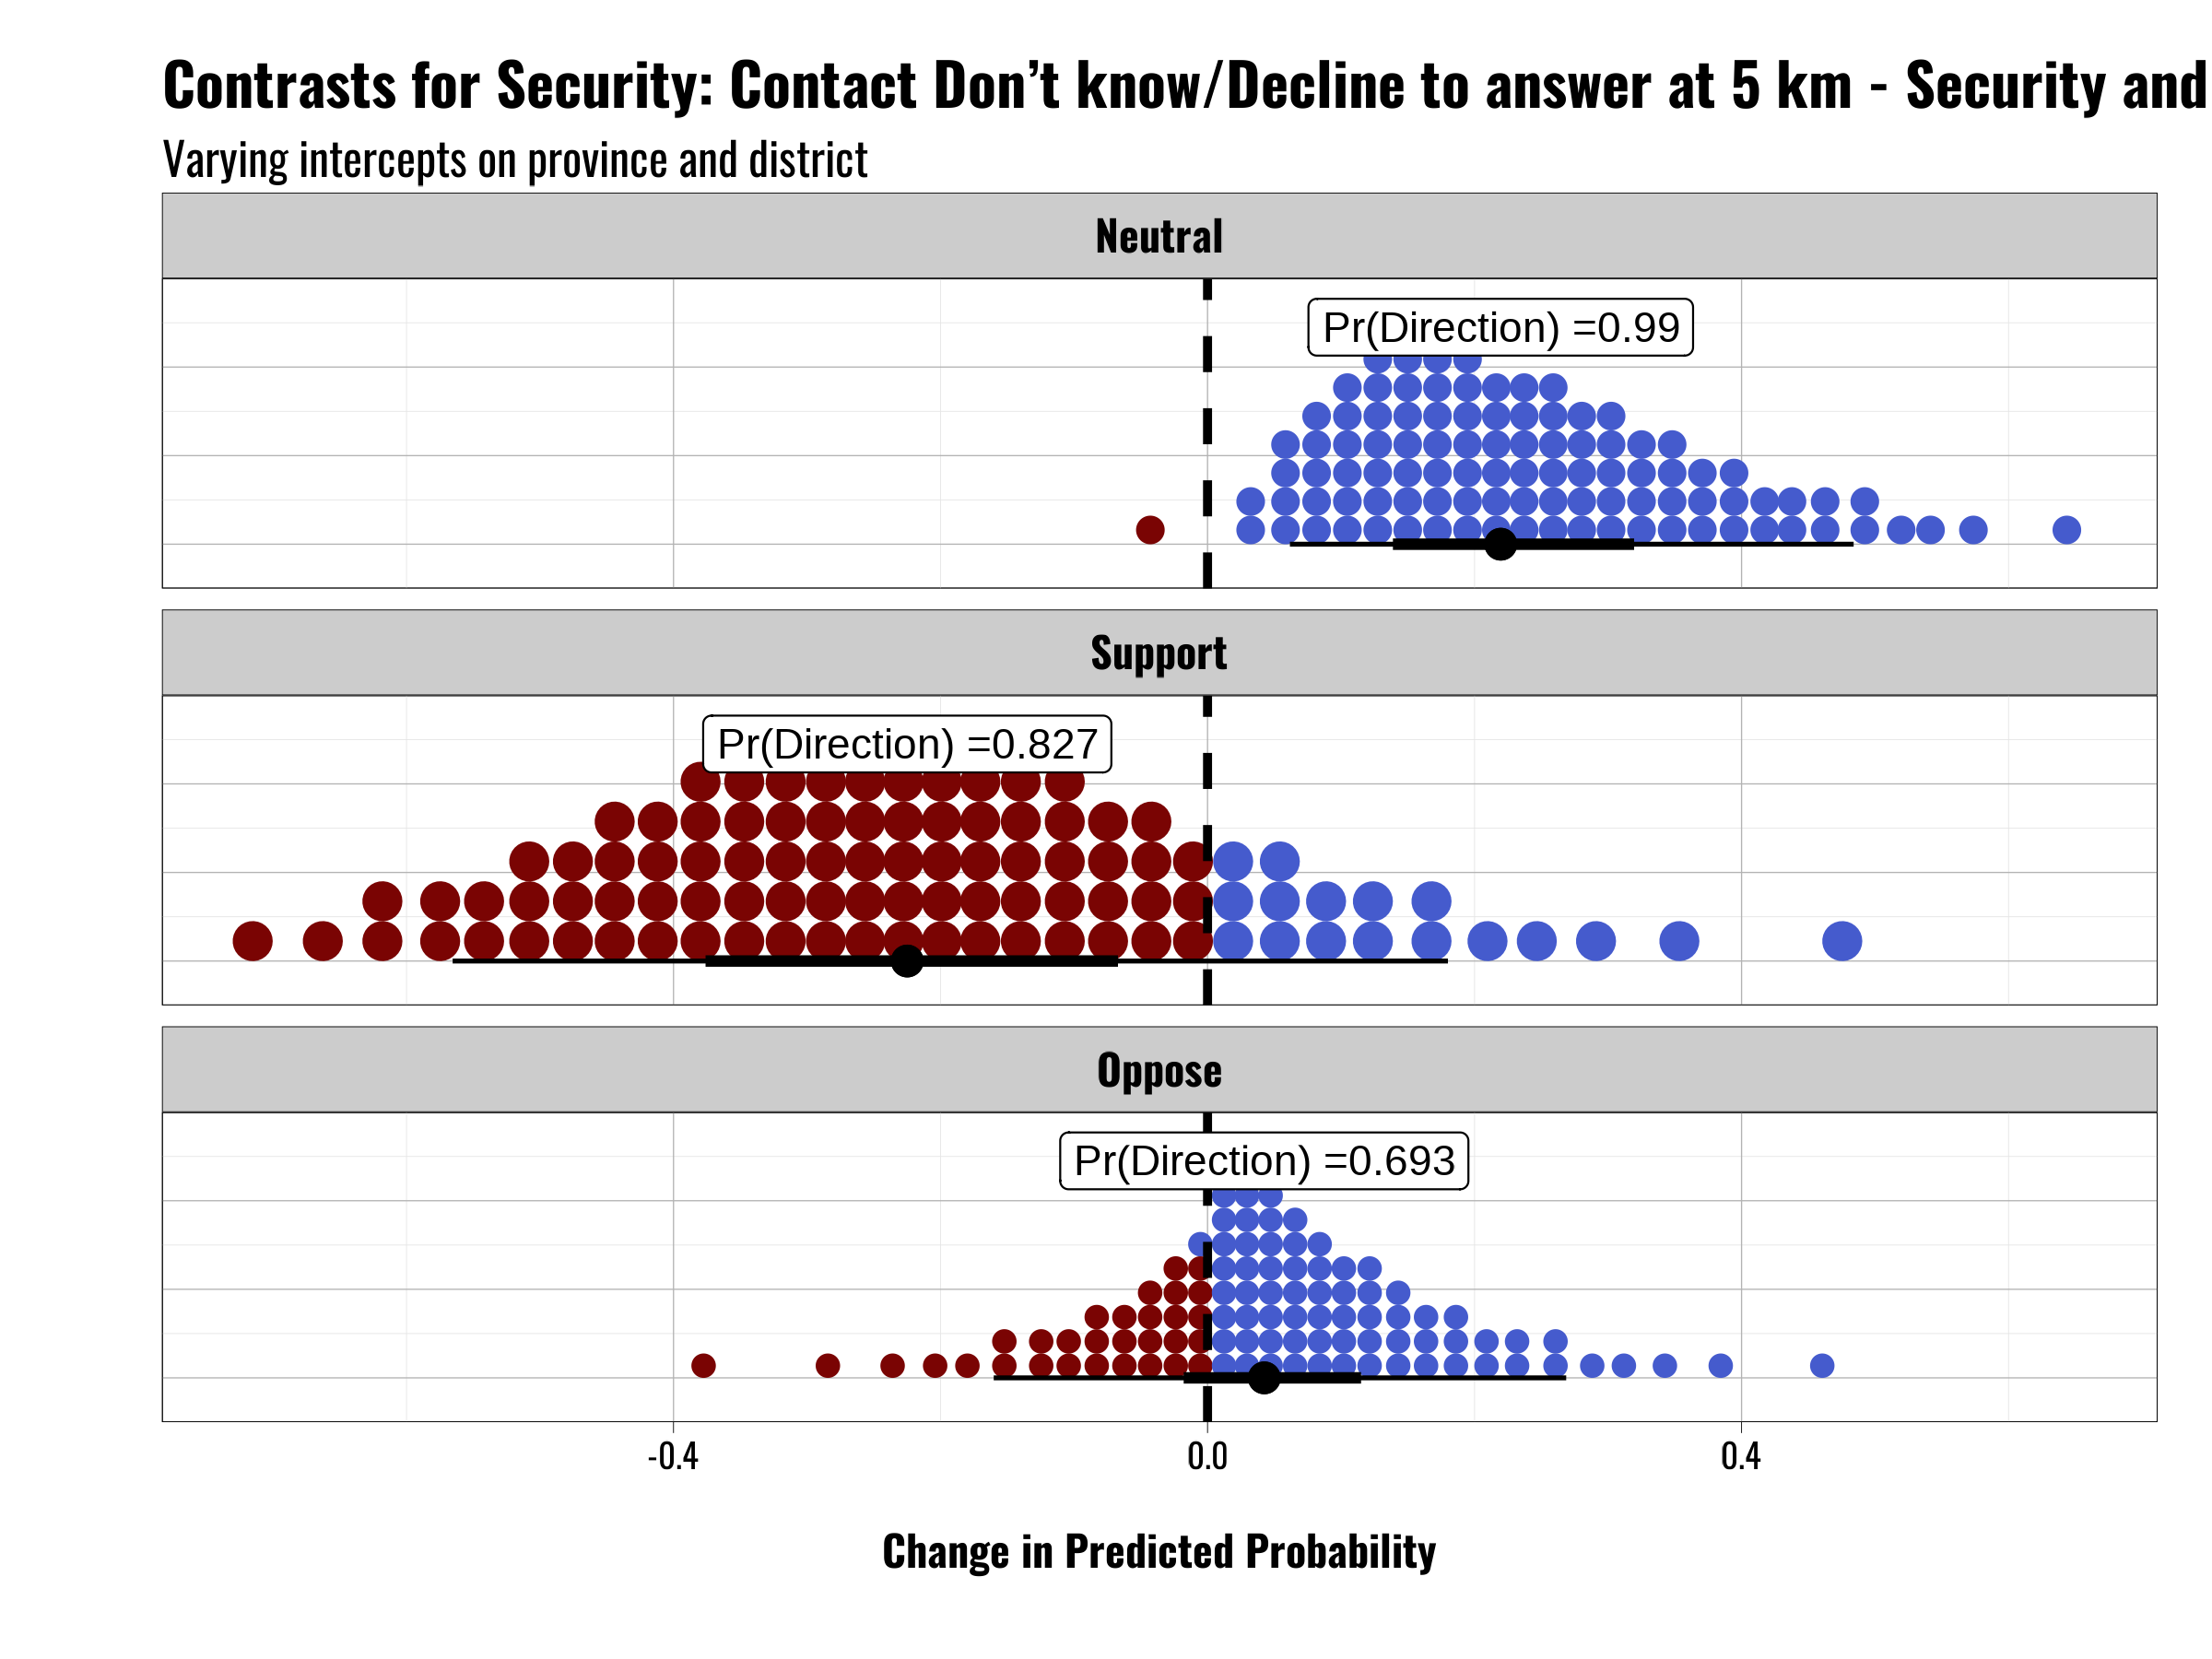 Contrasts for Security: Contact Don’t know/Decline to answer at 5 km - Security and
Varying intercepts on province and district
Neutral
Pr(Direction) =0.99
Support
Pr(Direction) =0.827
Oppose
Pr(Direction) =0.693
-0.4 0.0 0.4
Change in Predicted Probability